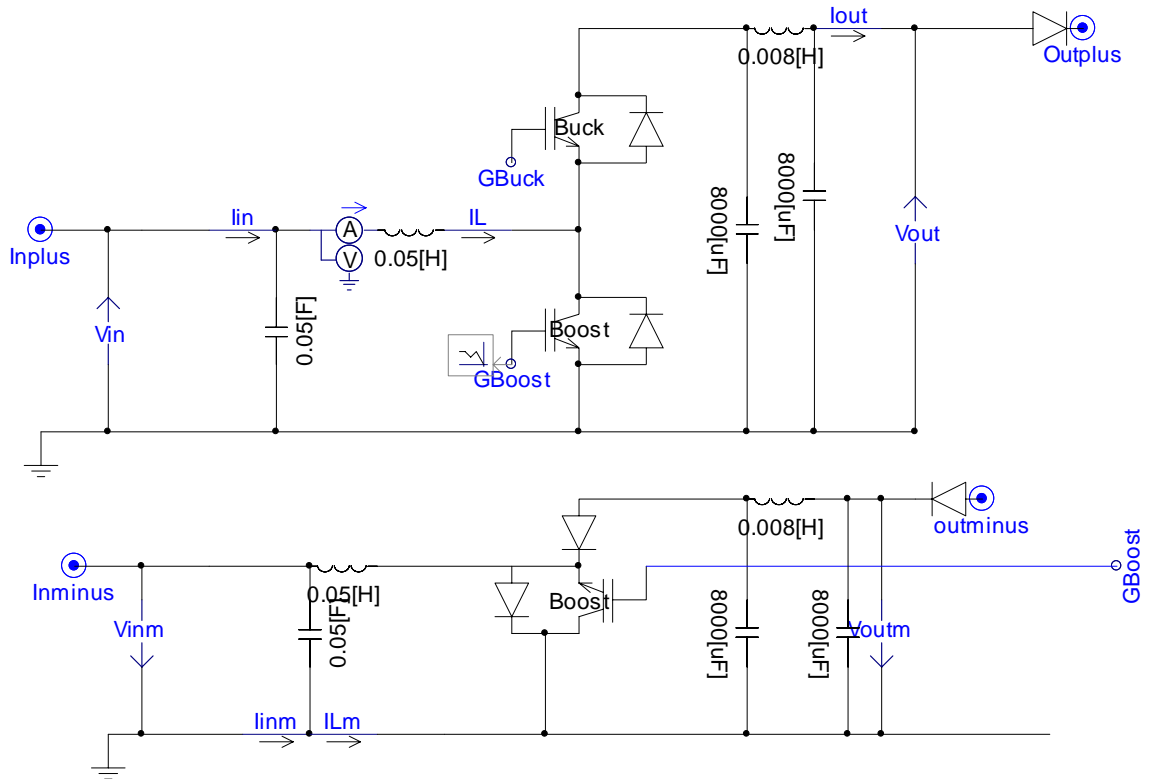 Iout
0.008[H]
Outplus
Buck
GBuck
8000[uF]
8000[uF]
Iin
A
IL
Inplus
V
0.05[H]
Vout
Vin
0.05[F]
Boost
GBoost
0.008[H]
outminus
Inminus
0.05[H]
Boost
GBoost
Vinm
0.05[F]
8000[uF]
8000[uF]
Voutm
Iinm
ILm